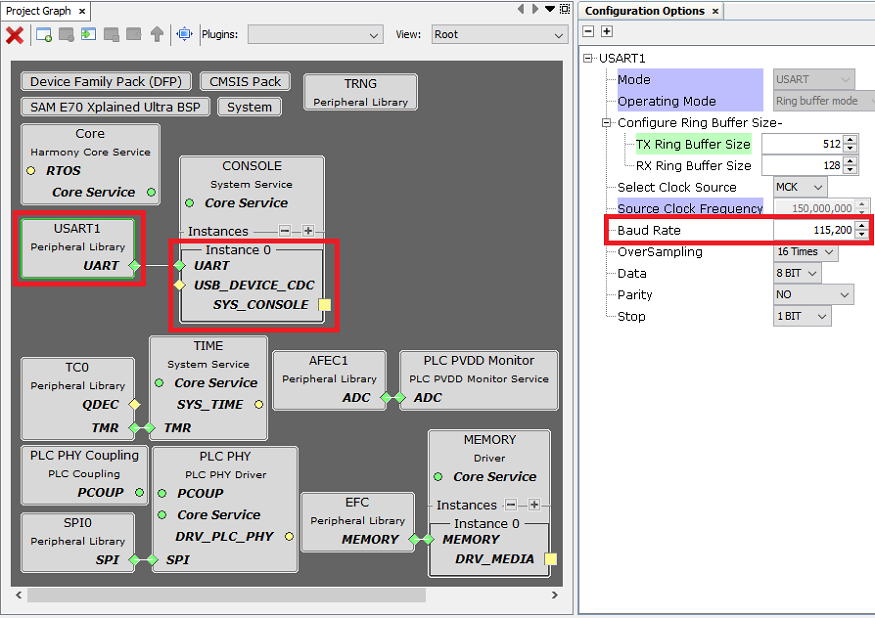 Project Graph ×
Plugins:
View: Root
Device Family Pack (DFP)
CMSIS Pack
SAM E70 Xplained Ultra BSP
System
TRNG
Peripheral Library
Core
Harmony Core Service
RTOS
Core Service
CONSOLE
System Service
Core Service
Instances
Instance 0
UART
USB_DEVICE_CDC
SYS_CONSOLE
USART1
Peripheral Library
UART
TC0
Peripheral Library
QDEC
TMR
TIME
System Service
Core Service
SYS_TIME
TMR
AFEC1
Peripheral Library
ADC
PLC PVDD Monitor
PLC PVDD Monitor Service
ADC
PLC PHY Coupling
PLC Coupling
PCOUP
PLC PHY
PLC PHY Driver
PCOUP
Core Service
DRV_PLC_PHY
SPI
SPI0
Peripheral Library
SPI
EFC
Peripheral Library
MEMORY
MEMORY
Driver
Core Service
Instances
Instance 0
MEMORY
DRV_MEDIA
Configuration Options ×
USART1
Mode USART
Operating Mode Ring buffer mode
Configure Ring Buffer Size-
TX Ring Buffer Size 512
RX Ring Buffer Size 128
Select Clock Source MCK
Source Clock Frequency 150,000,000
Baud Rate 115,200
OverSampling 16 Times
Data 8 BIT
Parity NO
Stop 1 BIT